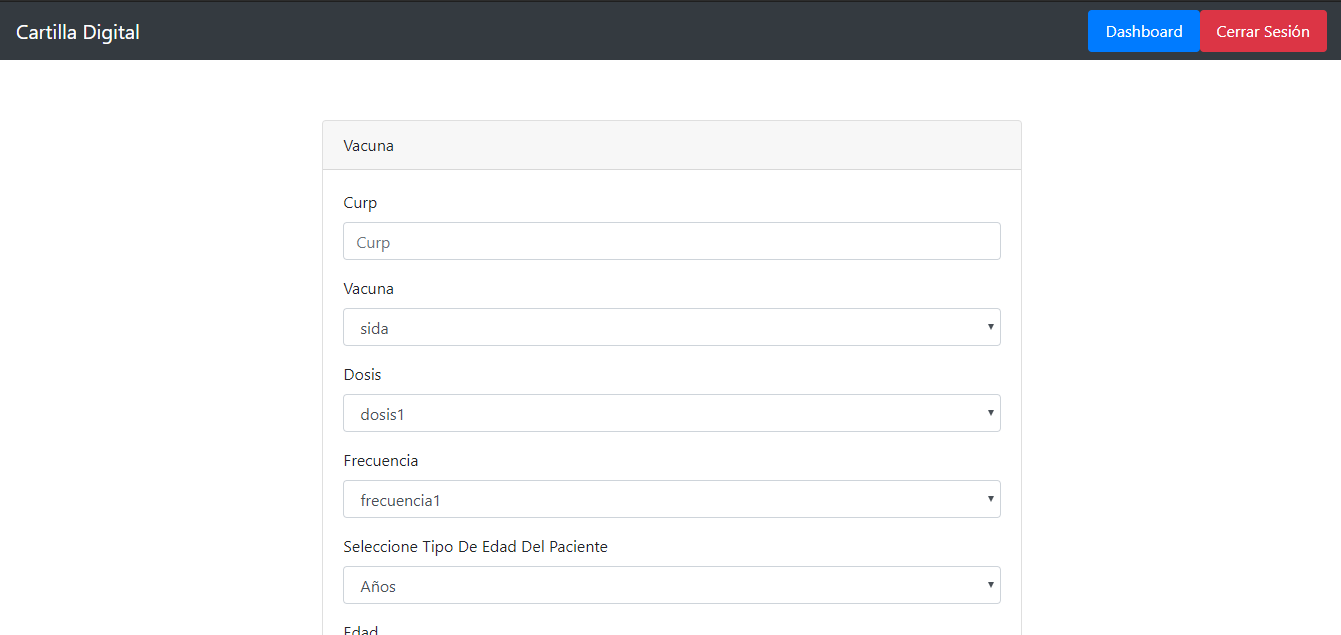 Cartilla Digital
Dashboard
Cerrar Sesión
Vacuna
Curp
Curp
Vacuna
sida
Dosis
dosis1
Frecuencia
frecuencia1
Seleccione Tipo De Edad Del Paciente
Años
Edad